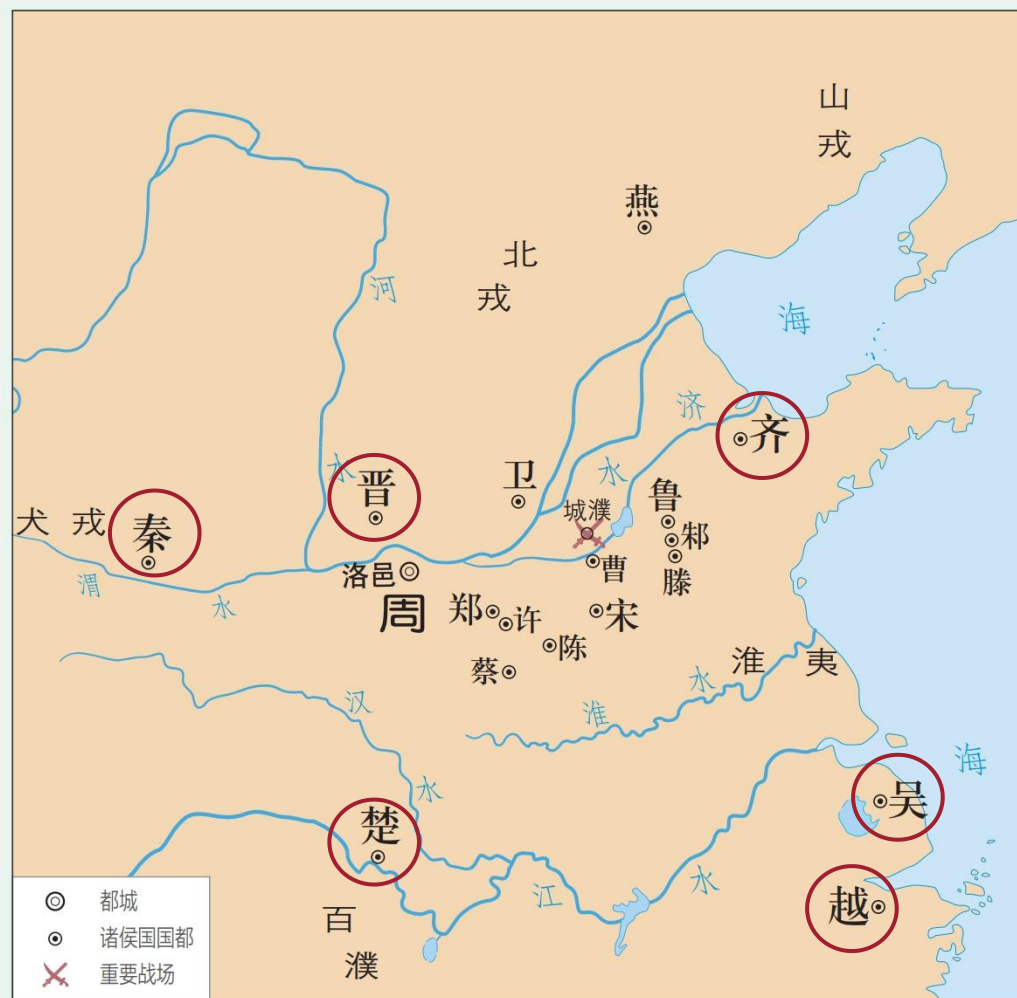 山戎
燕
北戎
河
水
海
济
水
齐
晋
卫
鲁
城濮
邾
犬戎
秦
曹
滕
洛邑
周
渭
水
郑
许
宋
陈
蔡
淮夷
淮
水
汉
水
海
吴
楚
江
水
越
百濮
都城
诸侯国国都
重要战场